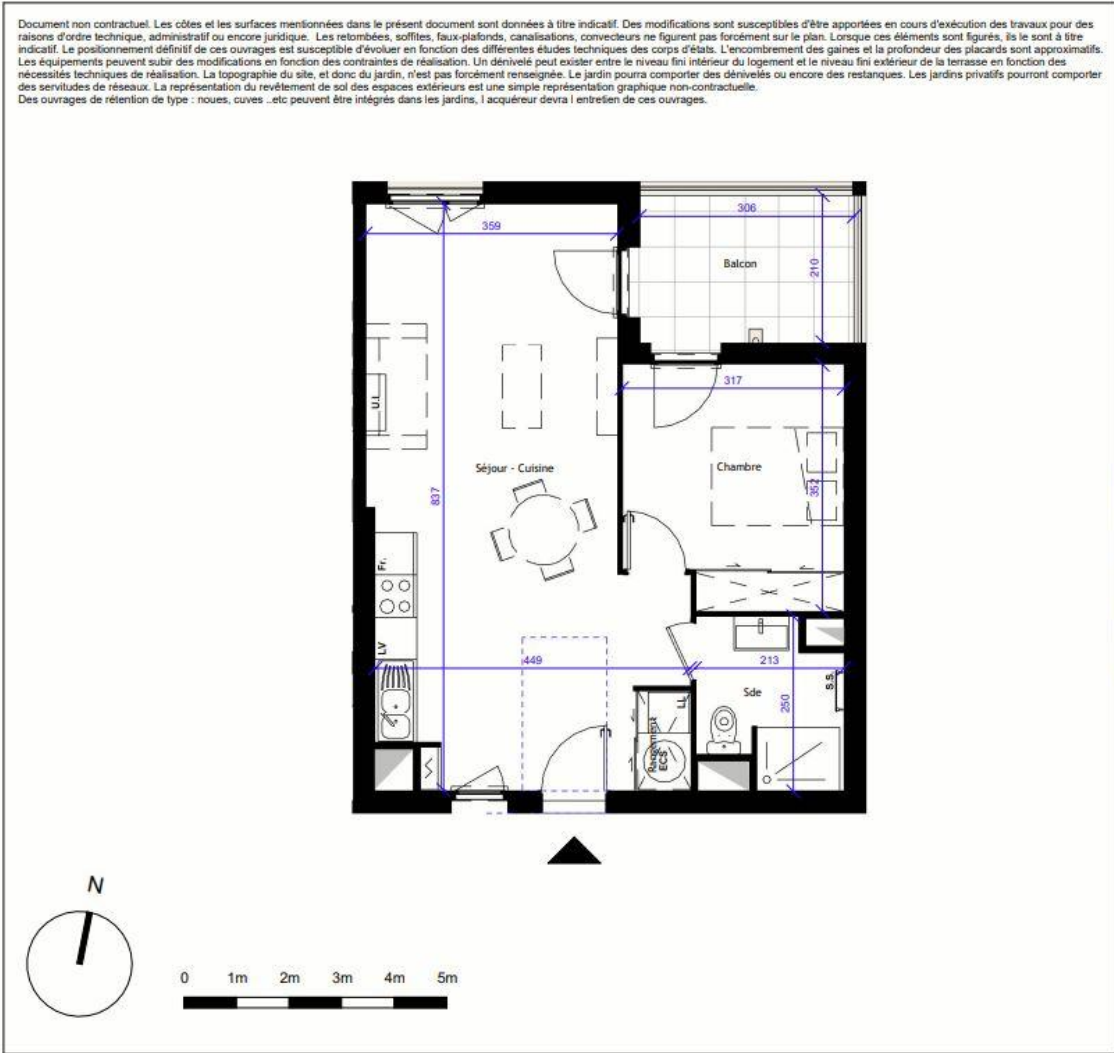 Document non contractuel. Les côtes et les surfaces mentionnées dans le présent document sont données à titre indicatif. Des modifications sont susceptibles d'être apportées en cours d'exécution des travaux pour des
raisons d'ordre technique, administratif ou encore juridique. Les retombées, soffites, faux-plafonds, canalisations, convecteurs ne figurent pas forcément sur le plan. Lorsque ces éléments sont figurés, ils le sont à titre
indicatif. Le positionnement définitif de ces ouvrages est susceptible d'évoluer en fonction des différentes études techniques des corps d'états. L'encombrement des gaines et la profondeur des placards sont approximatifs.
Les équipements peuvent subir des modifications en fonction des contraintes de réalisation. Un dénivelé peut exister entre le niveau fini intérieur du logement et le niveau fini extérieur de la terrasse en fonction des
nécessités techniques de réalisation. La topographie du site, et donc du jardin, n'est pas forcément renseignée. Le jardin pourra comporter des dénivelés ou encore des restanques. Les jardins privatifs pourront comporter
des servitudes de réseaux. La représentation du revêtement de sol des espaces extérieurs est une simple représentation graphique non-contractuelle.
Des ouvrages de rétention de type : noues, cuves ..etc peuvent être intégrés dans les jardins, l acquéreur devra l entretien de ces ouvrages.
306
359
Balcon
210
317
U.I.
Séjour - Cuisine
Chambre
352
837
Fr.
LV
449
213
Sde
S.S.
250
LL
Rangement
ECS
N
0 1m 2m 3m 4m 5m